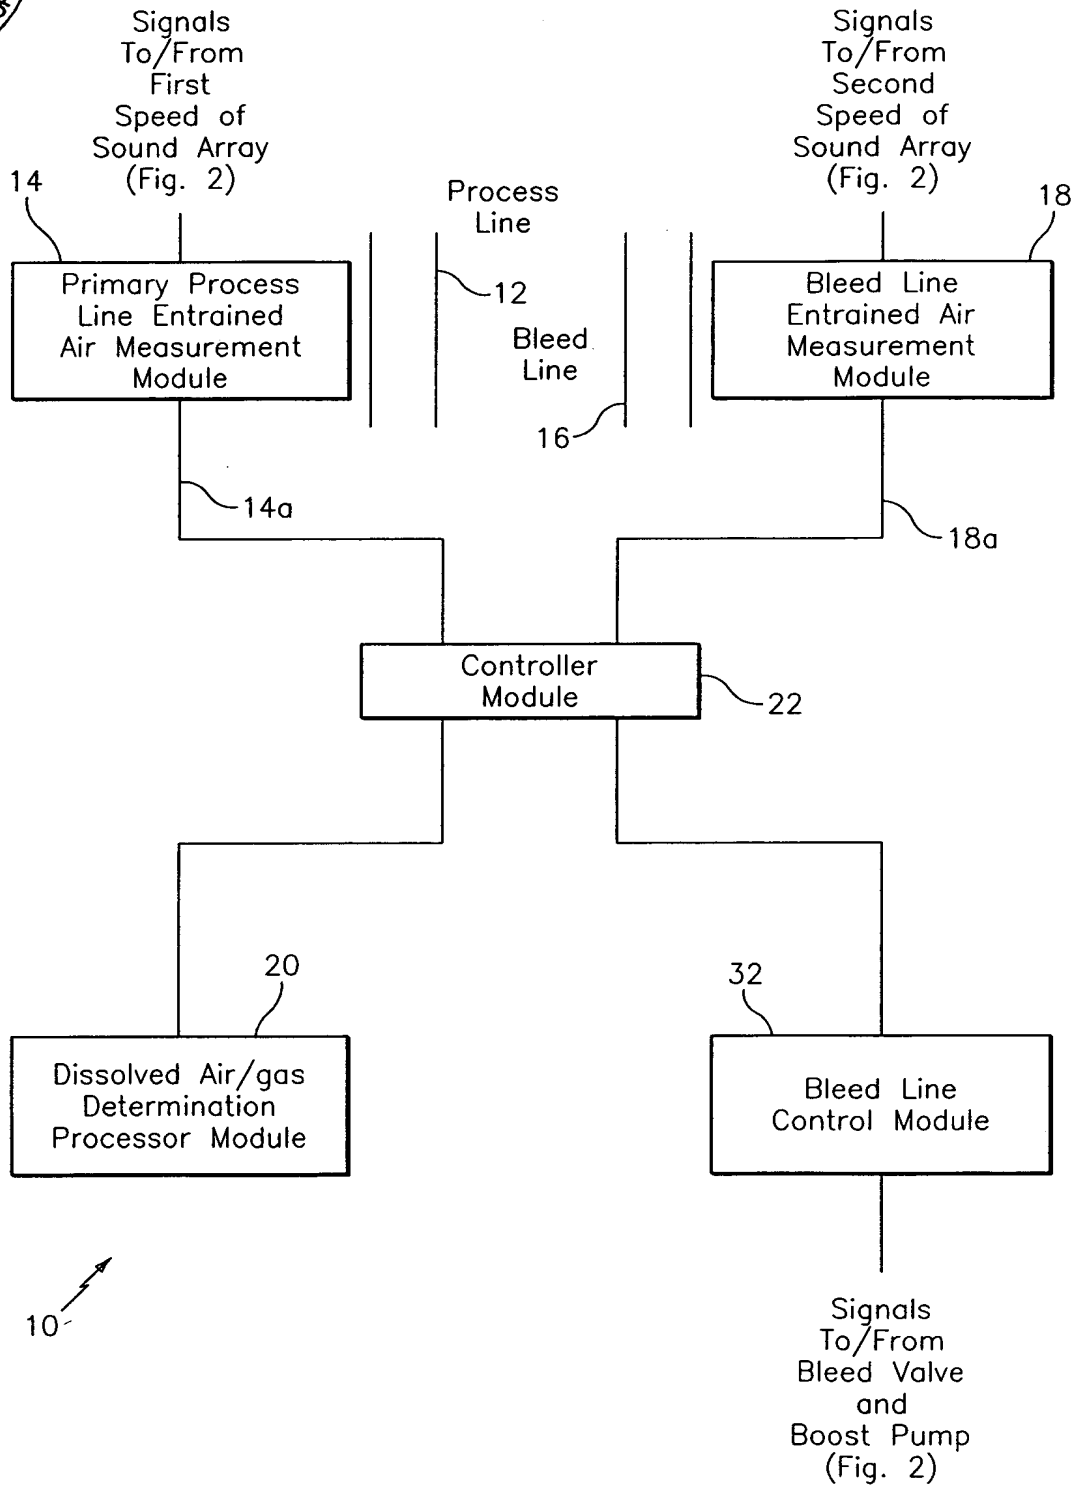 Signals
To/From
First
Speed of
Sound Array
(Fig. 2)
Signals
To/From
Second
Speed of
Sound Array
(Fig. 2)
14
Process
Line
18
Primary Process
Line Entrained
Air Measurement
Module
12
Bleed
Line
16
Bleed Line
Entrained Air
Measurement
Module
14a
18a
Controller
Module
22
20
32
Dissolved Air/gas
Determination
Processor Module
Bleed Line
Control Module
10
Signals
To/From
Bleed Valve
and
Boost Pump
(Fig. 2)